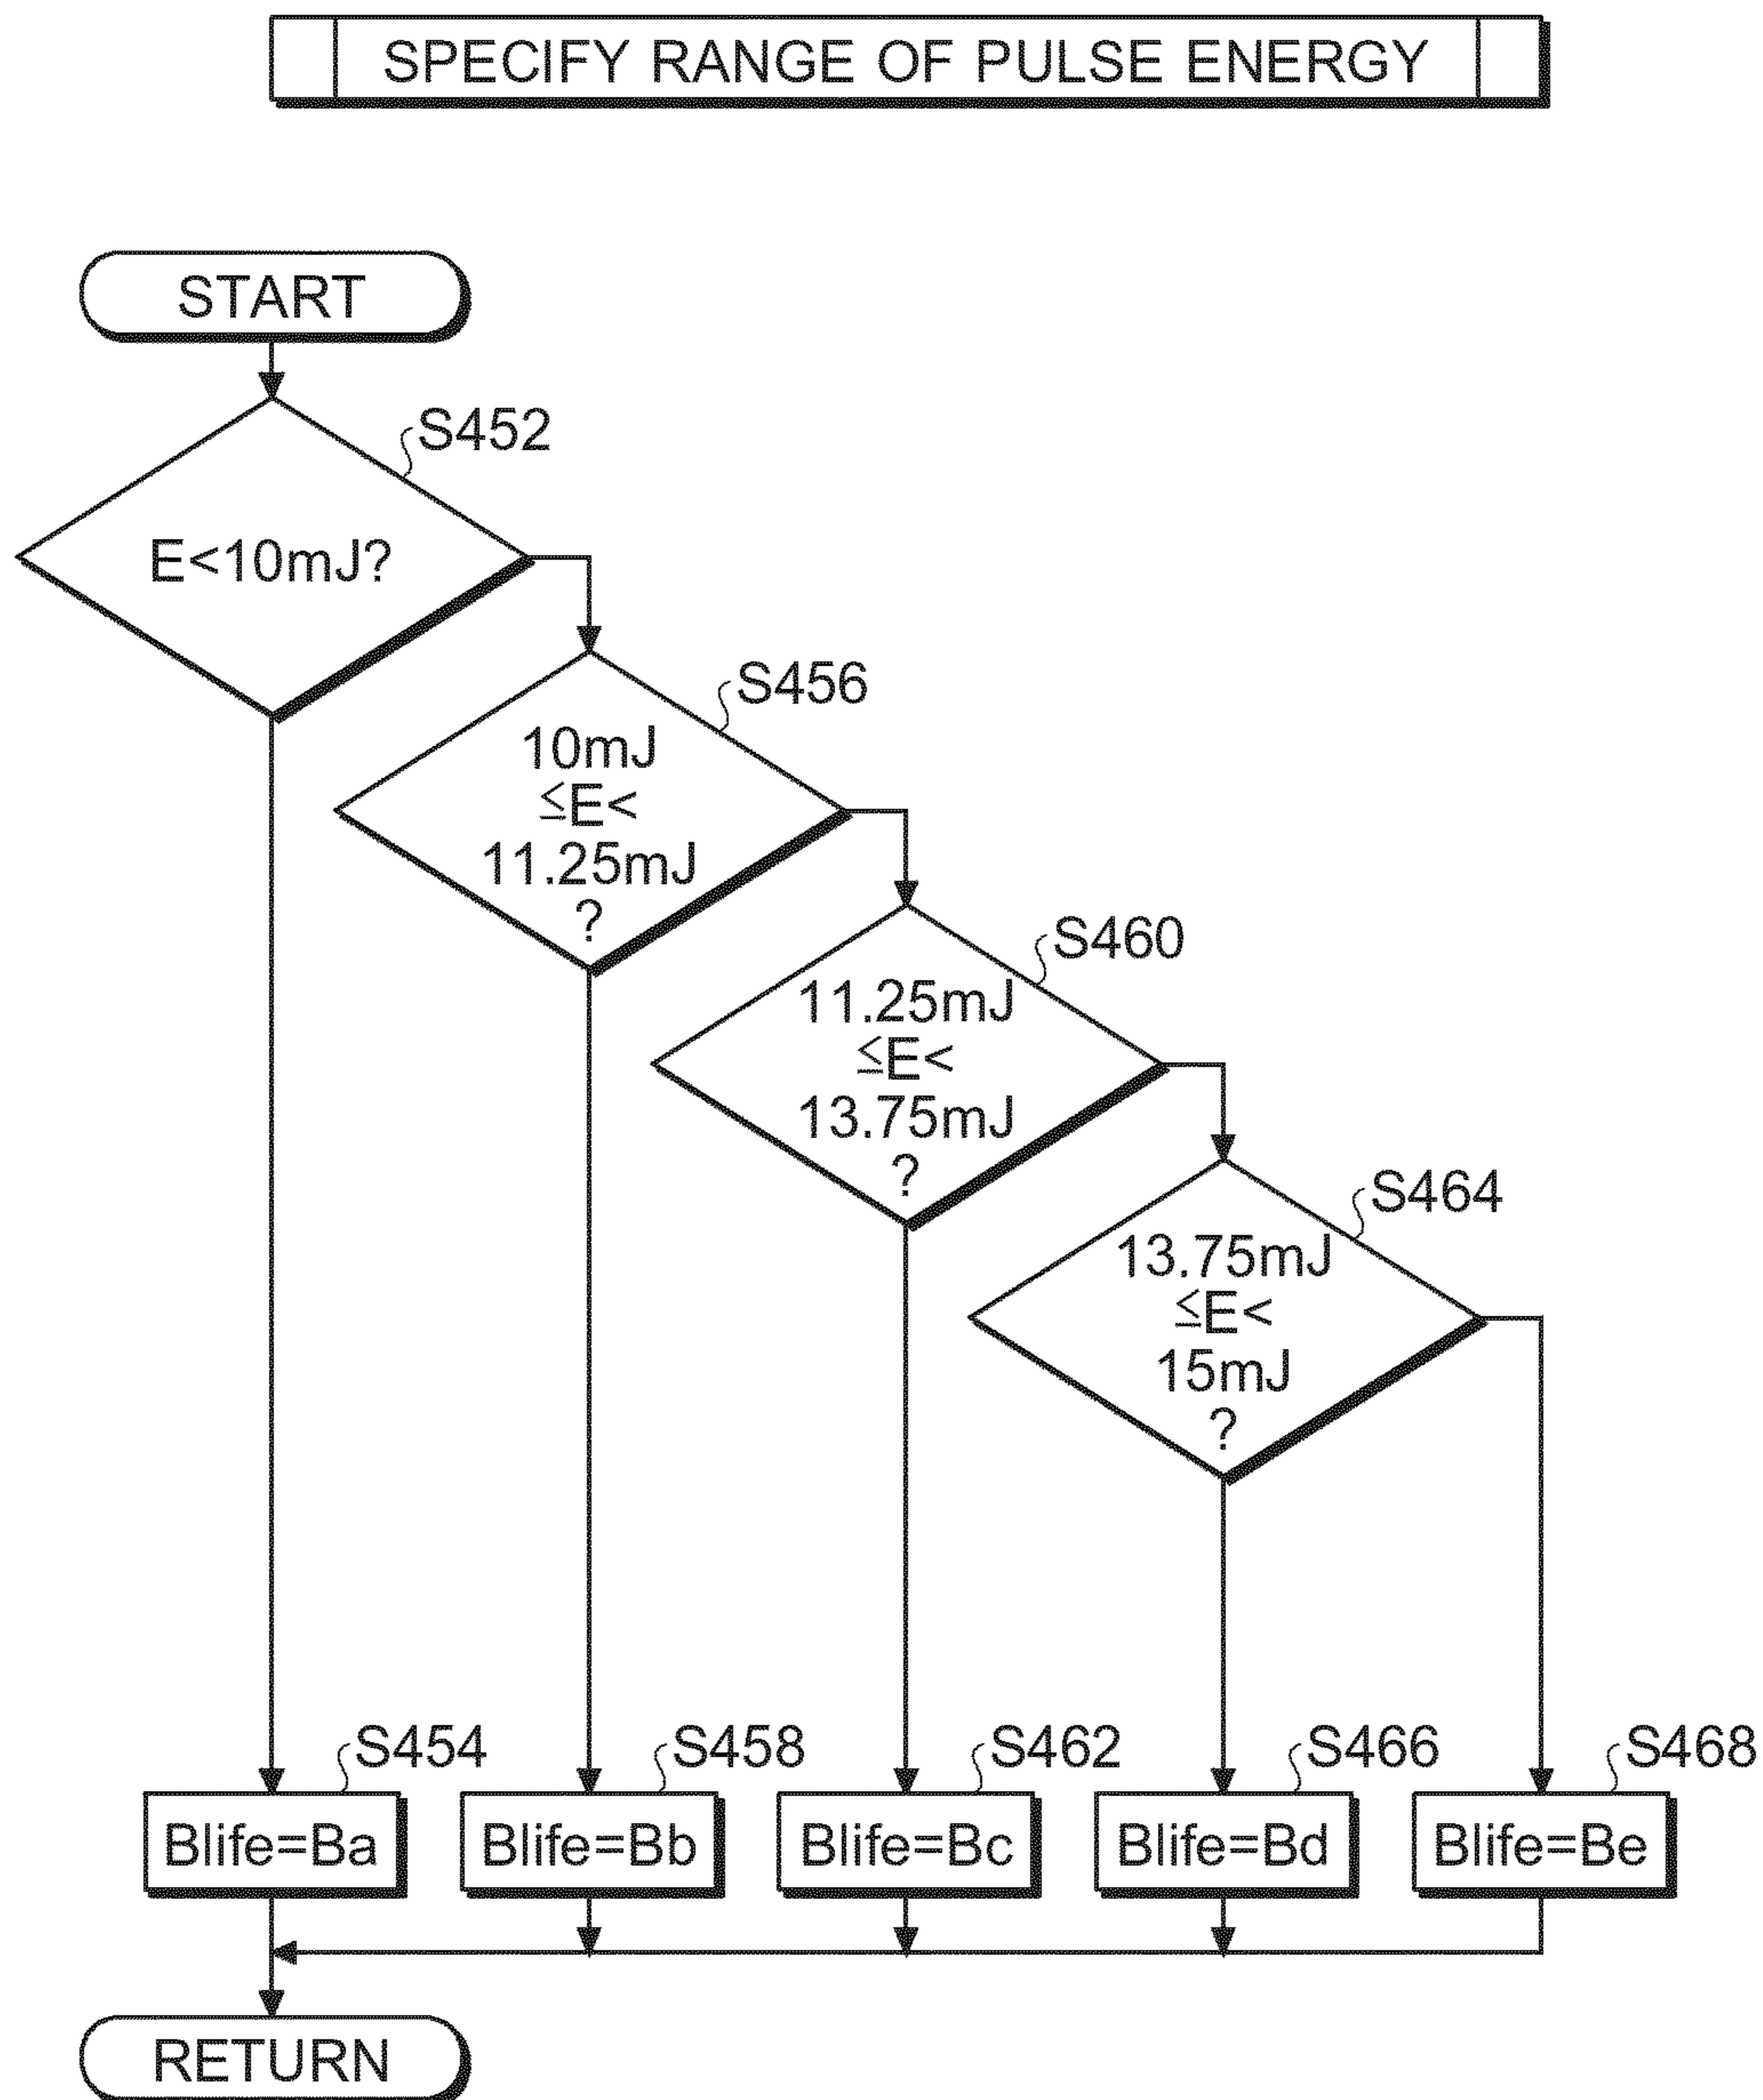 SPECIFY RANGE OF PULSE ENERGY
START
S452
E<10mJ?
S456
10mJ
≦E<
11.25mJ
?
S460
11.25mJ
≦E<
13.75mJ
?
S464
13.75mJ
≦E<
15mJ
?
S454
S458
S462
S466
S468
Blife=Ba
Blife=Bb
Blife=Bc
Blife=Bd
Blife=Be
RETURN